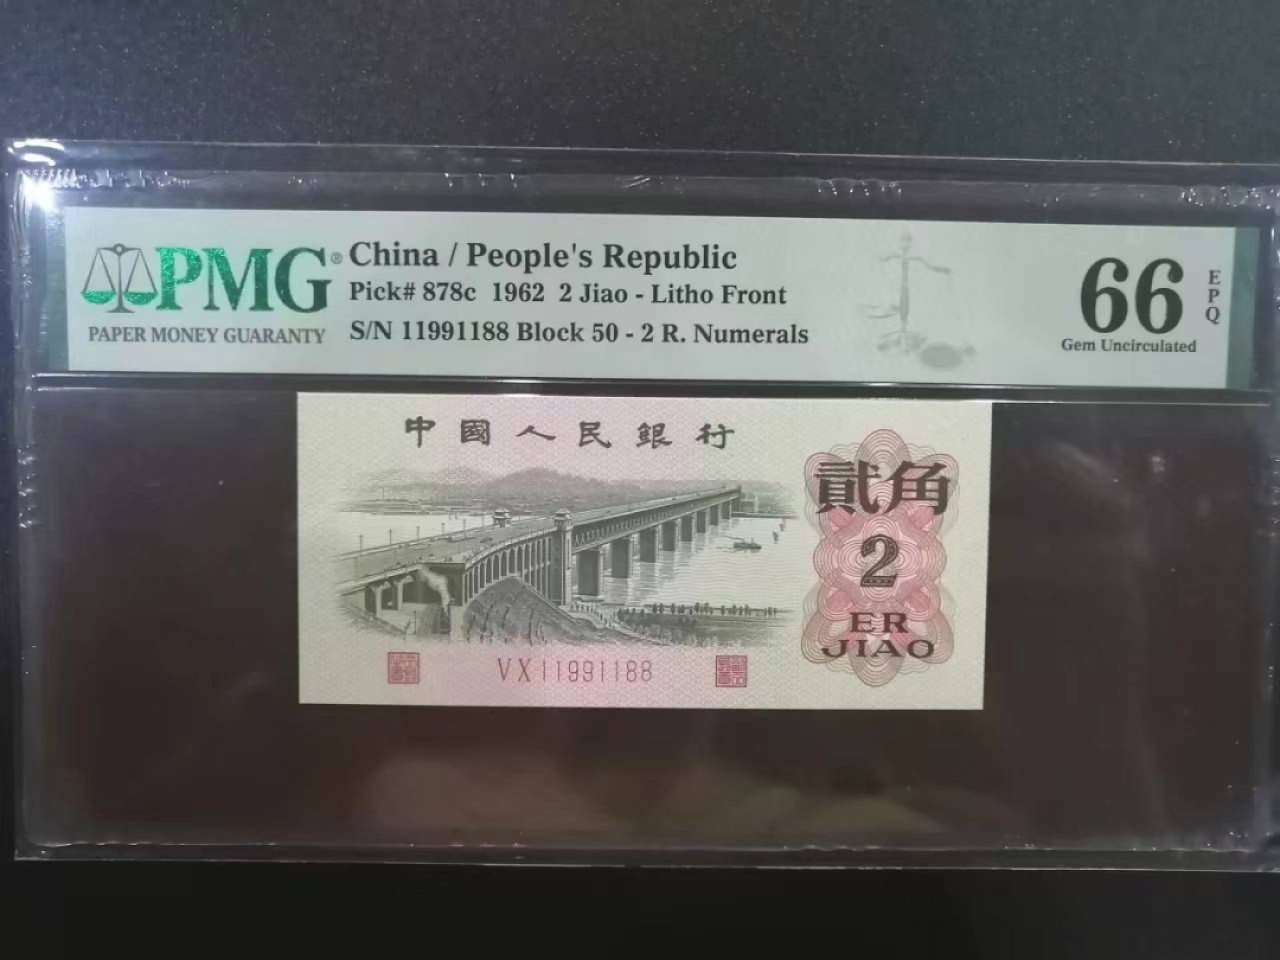 PMG®
PAPER MONEY GUARANTY
China / People's Republic
Pick# 878c 1962 2 Jiao - Litho Front
S/N 11991188 Block 50 - 2 R. Numerals
66
EPQ
Gem Uncirculated
中國人民銀行
貳角
2
ER
JIAO
VX11991188